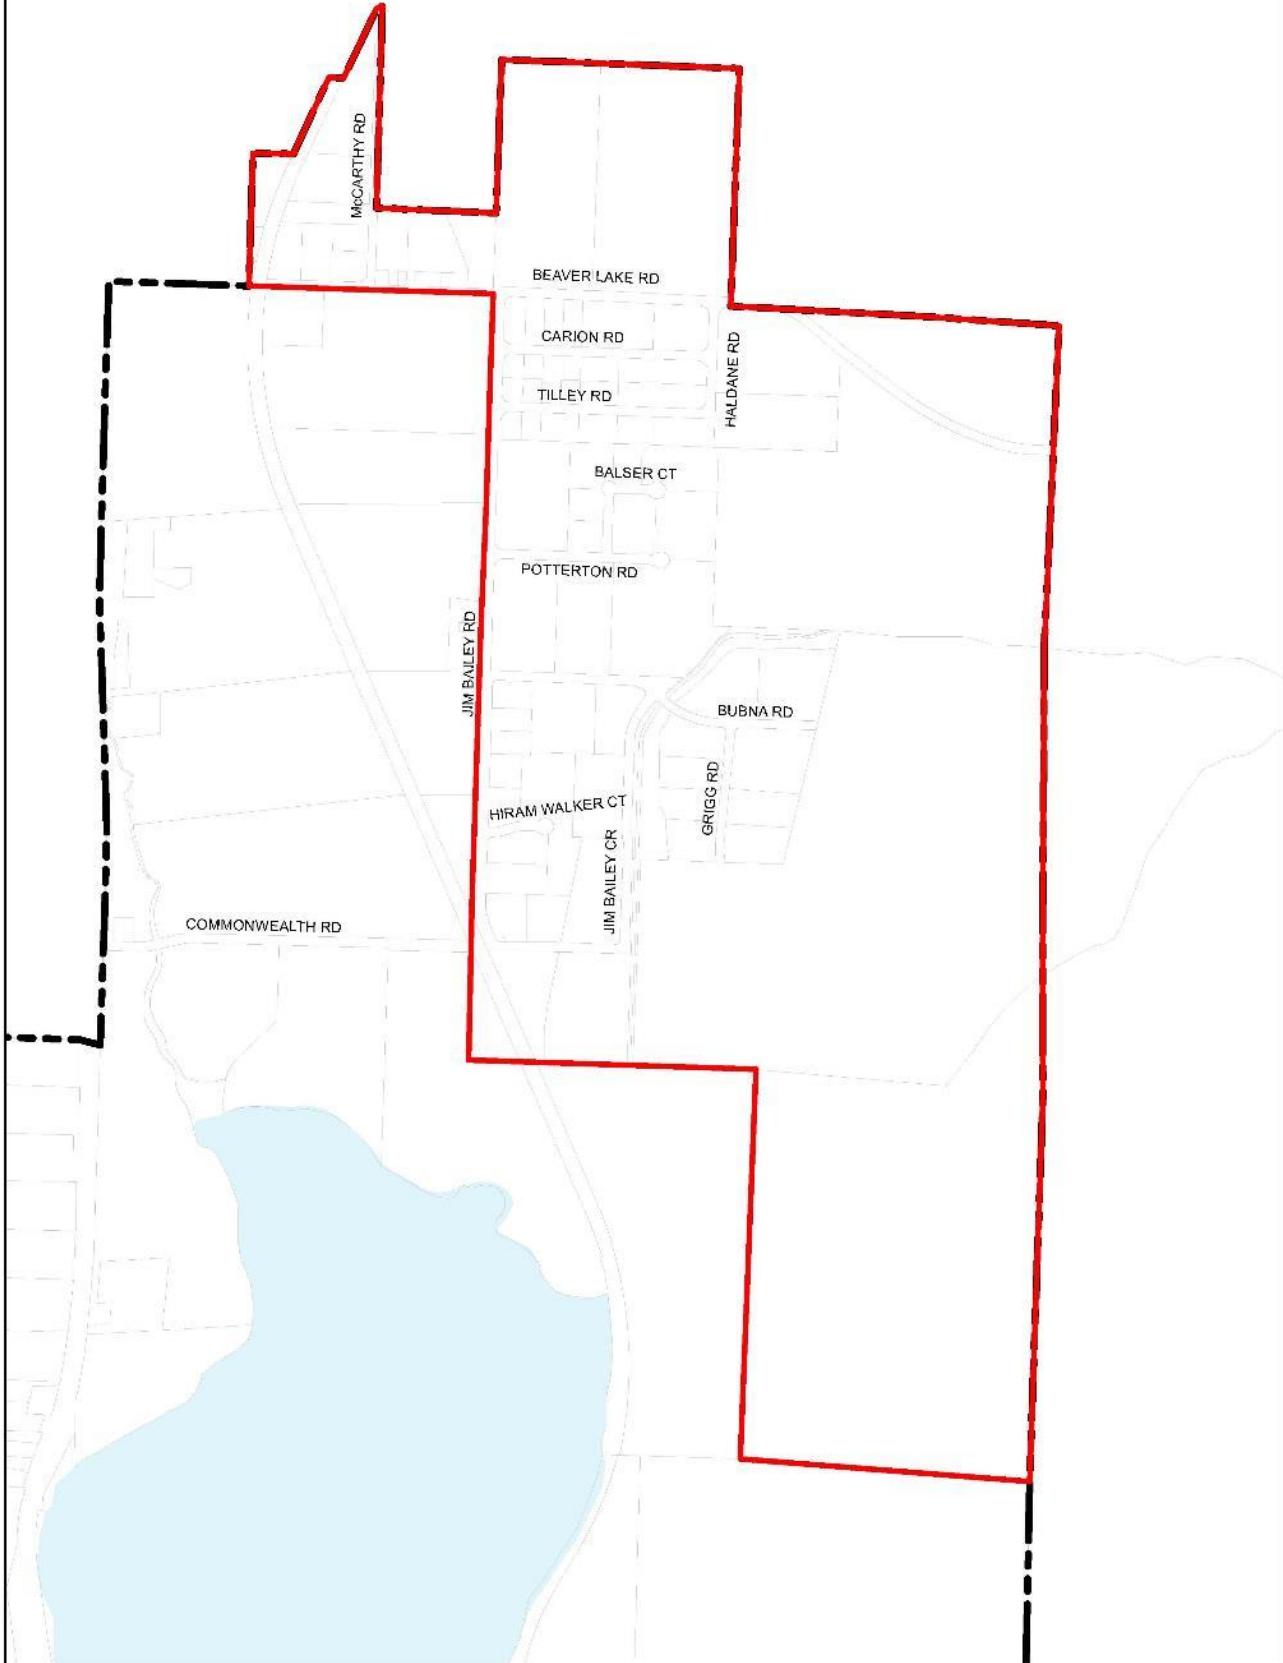 McCARTHY RD
BEAVER LAKE RD
CARION RD
HALDANE RD
TILLEY RD
BALSER CT
POTTERTON RD
JIM BAILEY RD
BUBNA RD
GRIGG RD
HIRAM WALKER CT
JIM BAILEY CR
COMMONWEALTH RD